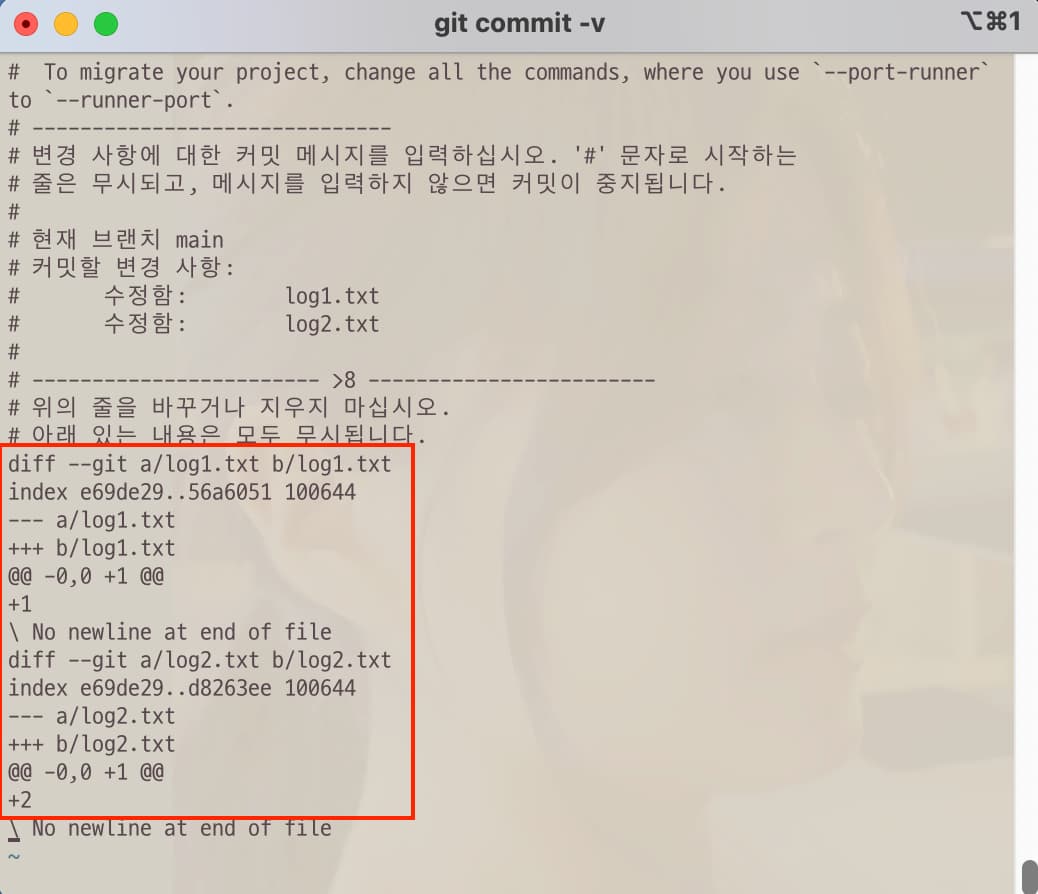 git commit -v
⌥⌘1
#  To migrate your project, change all the commands, where you use `--port-runner`
to `--runner-port`.
# ------------------------------
# 변경 사항에 대한 커밋 메시지를 입력하십시오. '#' 문자로 시작하는
# 줄은 무시되고, 메시지를 입력하지 않으면 커밋이 중지됩니다.
#
# 현재 브랜치 main
# 커밋할 변경 사항:
#       수정함:        log1.txt
#       수정함:        log2.txt
#
# ------------------------ >8 ------------------------
# 위의 줄을 바꾸거나 지우지 마십시오.
# 아래 있는 내용은 모두 무시됩니다.
diff --git a/log1.txt b/log1.txt
index e69de29..56a6051 100644
--- a/log1.txt
+++ b/log1.txt
@@ -0,0 +1 @@
+1
\ No newline at end of file
diff --git a/log2.txt b/log2.txt
index e69de29..d8263ee 100644
--- a/log2.txt
+++ b/log2.txt
@@ -0,0 +1 @@
+2
\ No newline at end of file
~